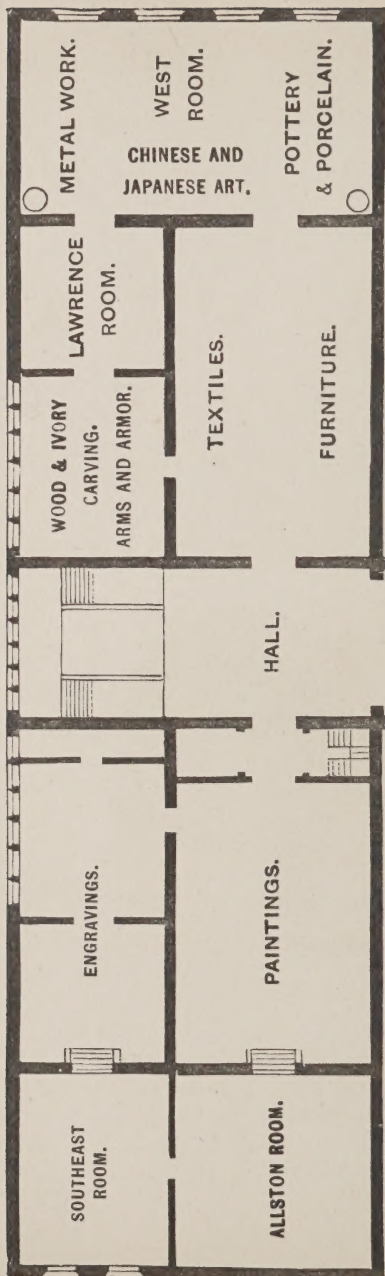 METAL WORK.
WEST
ROOM.
CHINESE AND
JAPANESE ART.
POTTERY
& PORCELAIN.
LAWRENCE
ROOM.
WOOD & IVORY
CARVING.
ARMS AND ARMOR.
TEXTILES.
FURNITURE.
HALL.
ENGRAVINGS.
PAINTINGS.
SOUTHEAST
ROOM.
ALLSTON ROOM.